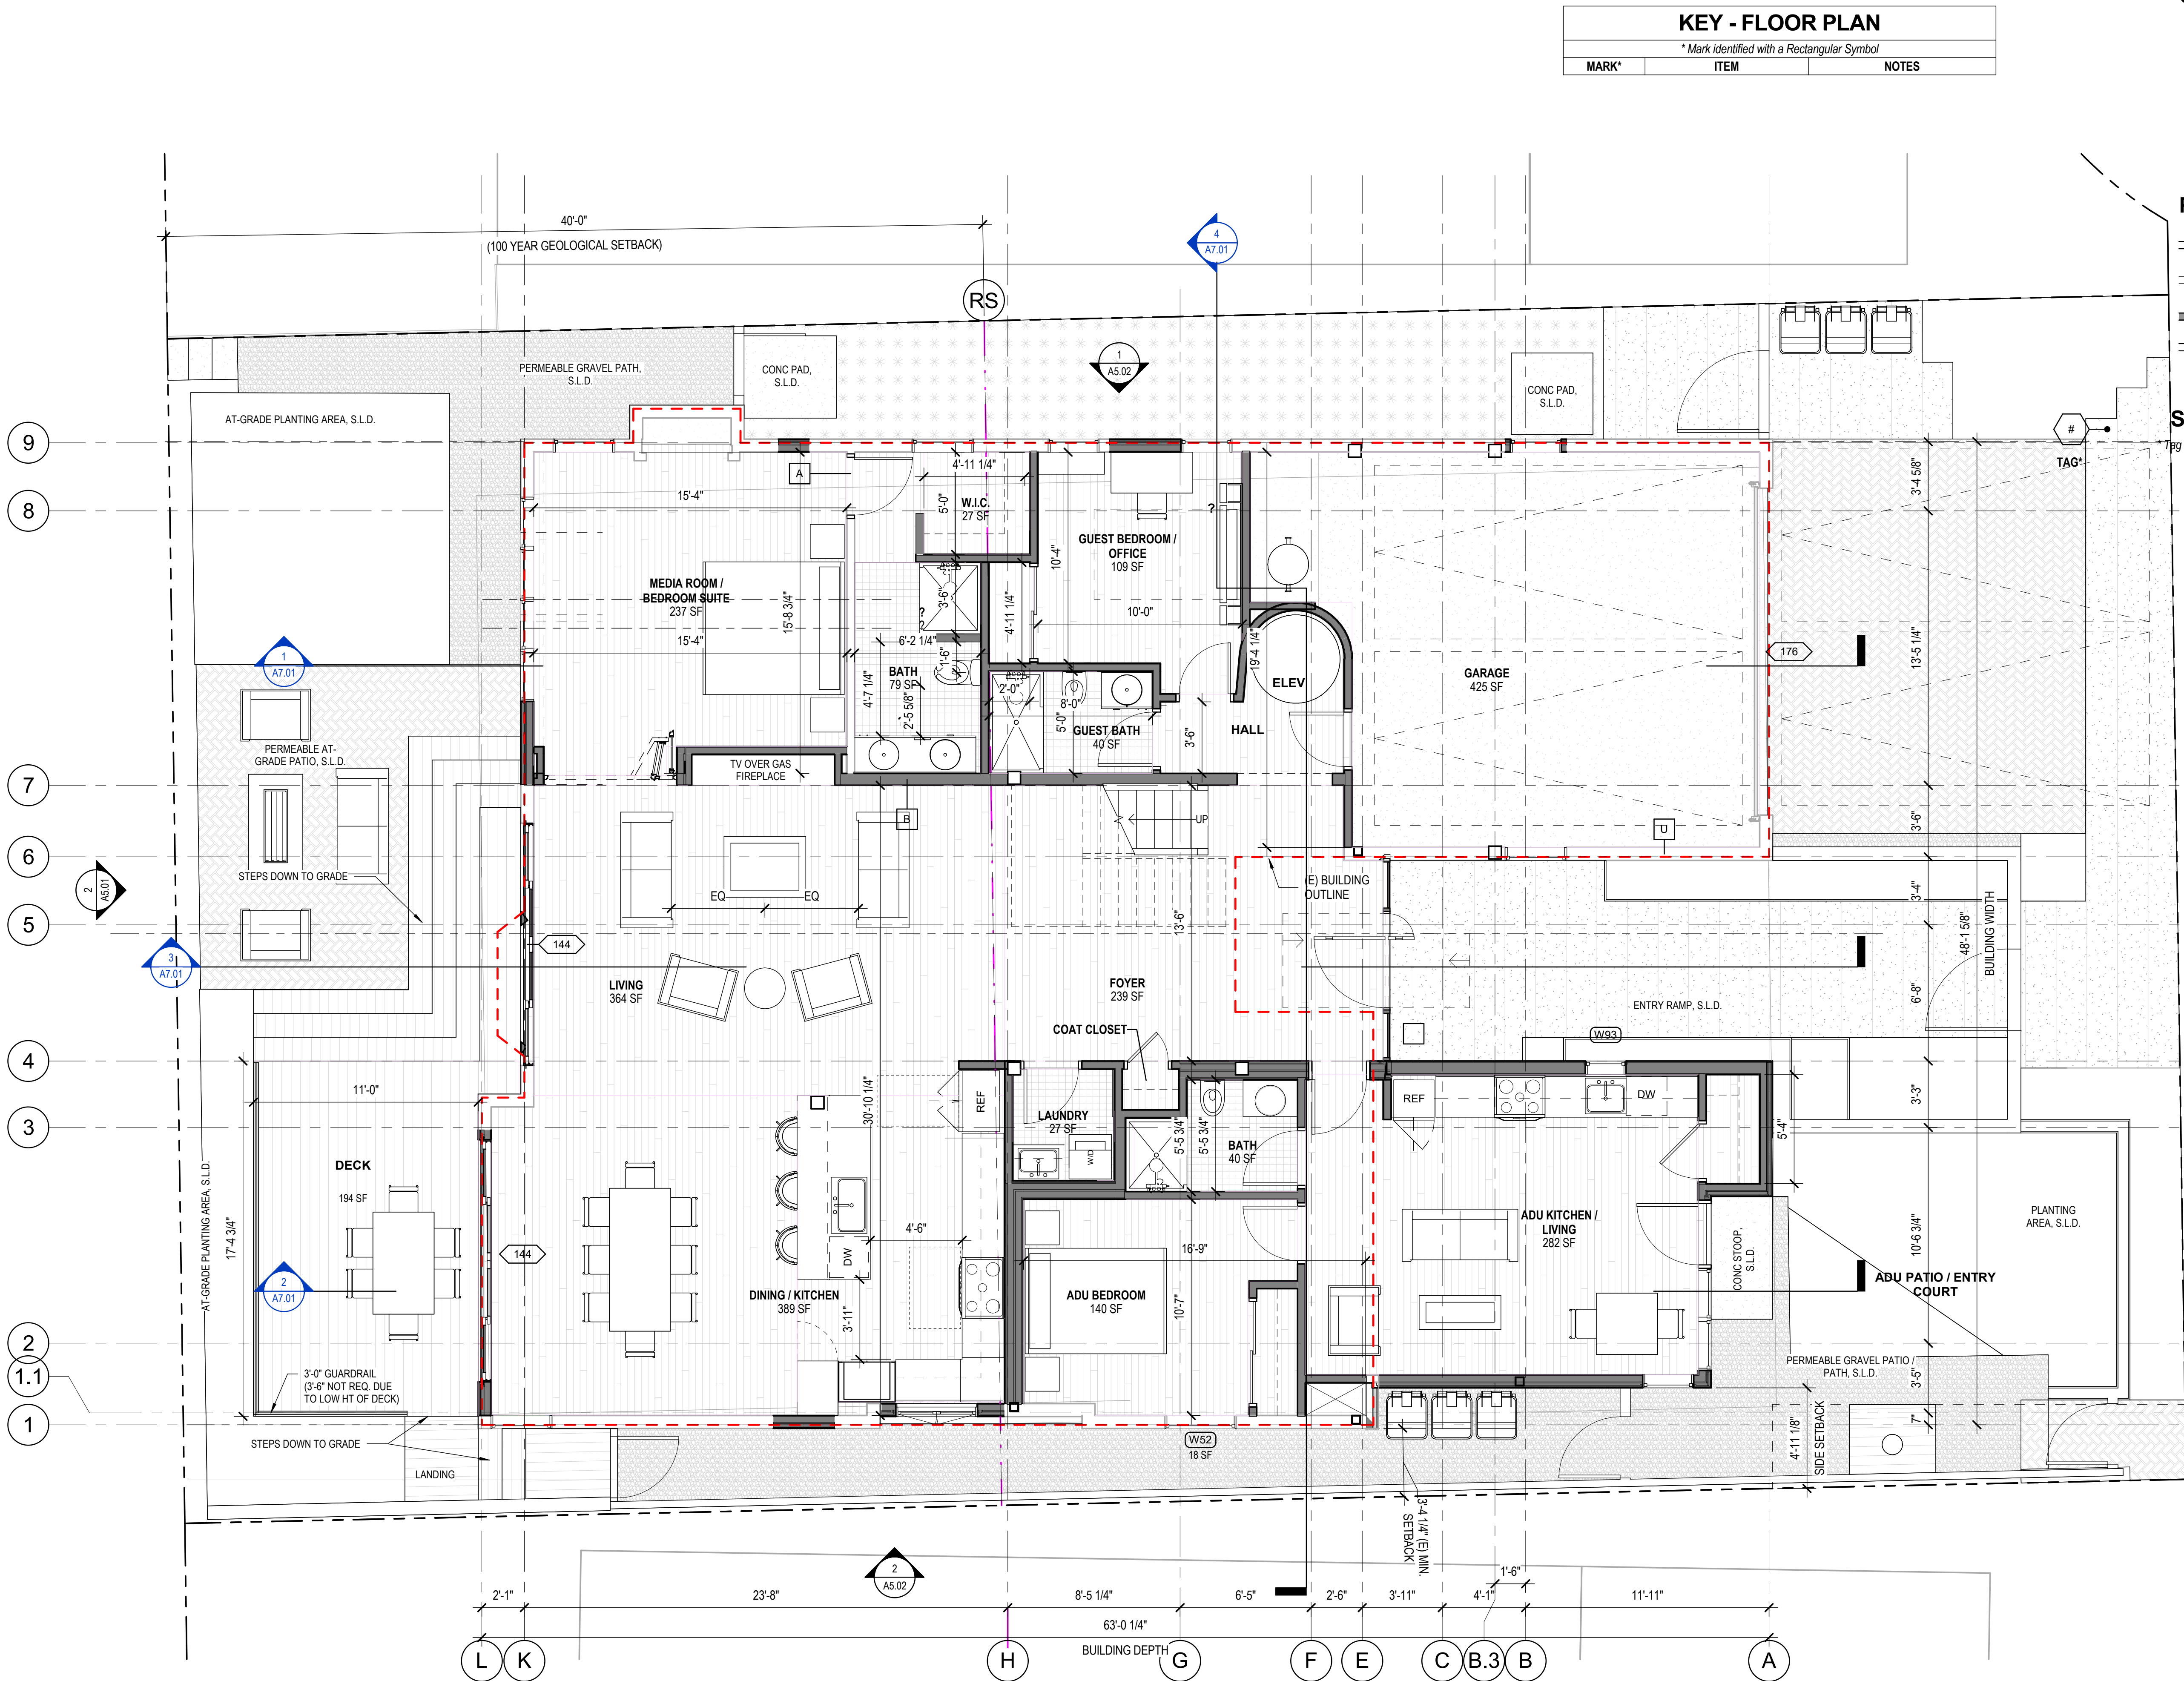 KEY - FLOOR PLAN
* Mark identified with a Rectangular Symbol
MARK* ITEM NOTES
40'-0"
(100 YEAR GEOLOGICAL SETBACK)
4
A7.01
RS
1
A5.02
PERMEABLE GRAVEL PATH,
S.L.D.
CONC PAD,
S.L.D.
CONC PAD,
S.L.D.
AT-GRADE PLANTING AREA, S.L.D.
9
8
7
6
5
4
3
2
1.1
1
#
TAG*
* Tag
A
4'-11 1/4"
5'-0"
W.I.C.
27 SF
15'-4"
MEDIA ROOM /
BEDROOM SUITE
237 SF
15'-4"
15'-8 3/4"
3'-6"
?
?
6'-2 1/4"
1'-6"
BATH
79 SF
4'-7 1/4"
2'-5 5/8"
10'-4"
GUEST BEDROOM /
OFFICE
109 SF
?
4'-11 1/4"
10'-0"
2'-0"
8'-0"
5'-0"
GUEST BATH
40 SF
3'-6"
19'-4 1/4"
ELEV
HALL
GARAGE
425 SF
176
U
3'-4 5/8"
13'-5 1/4"
3'-6"
3'-4"
6'-8"
3'-3"
10'-6 3/4"
3'-5"
7"
48'-1 5/8"
BUILDING WIDTH
1
A7.01
PERMEABLE AT-
GRADE PATIO, S.L.D.
STEPS DOWN TO GRADE
2
A5.01
3
A7.01
TV OVER GAS
FIREPLACE
B
UP
EQ
EQ
144
LIVING
364 SF
13'-6"
FOYER
239 SF
COAT CLOSET
(E) BUILDING
OUTLINE
ENTRY RAMP, S.L.D.
W93
11'-0"
DECK
194 SF
17'-4 3/4"
AT-GRADE PLANTING AREA, S.L.D.
2
A7.01
3'-0" GUARDRAIL
(3'-6" NOT REQ. DUE
TO LOW HT OF DECK)
STEPS DOWN TO GRADE
LANDING
144
30'-10 1/4"
REF
DW
4'-6"
DINING / KITCHEN
389 SF
3'-11"
LAUNDRY
27 SF
W/D
5'-5 3/4"
5'-5 3/4"
BATH
40 SF
16'-9"
ADU BEDROOM
140 SF
10'-7"
REF
DW
5'-4"
ADU KITCHEN /
LIVING
282 SF
CONC STOOP,
S.L.D.
PLANTING
AREA, S.L.D.
ADU PATIO / ENTRY
COURT
PERMEABLE GRAVEL PATIO /
PATH, S.L.D.
4'-11 1/8"
SIDE SETBACK
W52
18 SF
3'-4 1/4" (E) MIN.
SETBACK
2
A5.02
2'-1"
23'-8"
8'-5 1/4"
6'-5"
2'-6"
3'-11"
4'-1"
1'-6"
11'-11"
63'-0 1/4"
BUILDING DEPTH
L
K
H
G
F
E
C
B.3
B
A